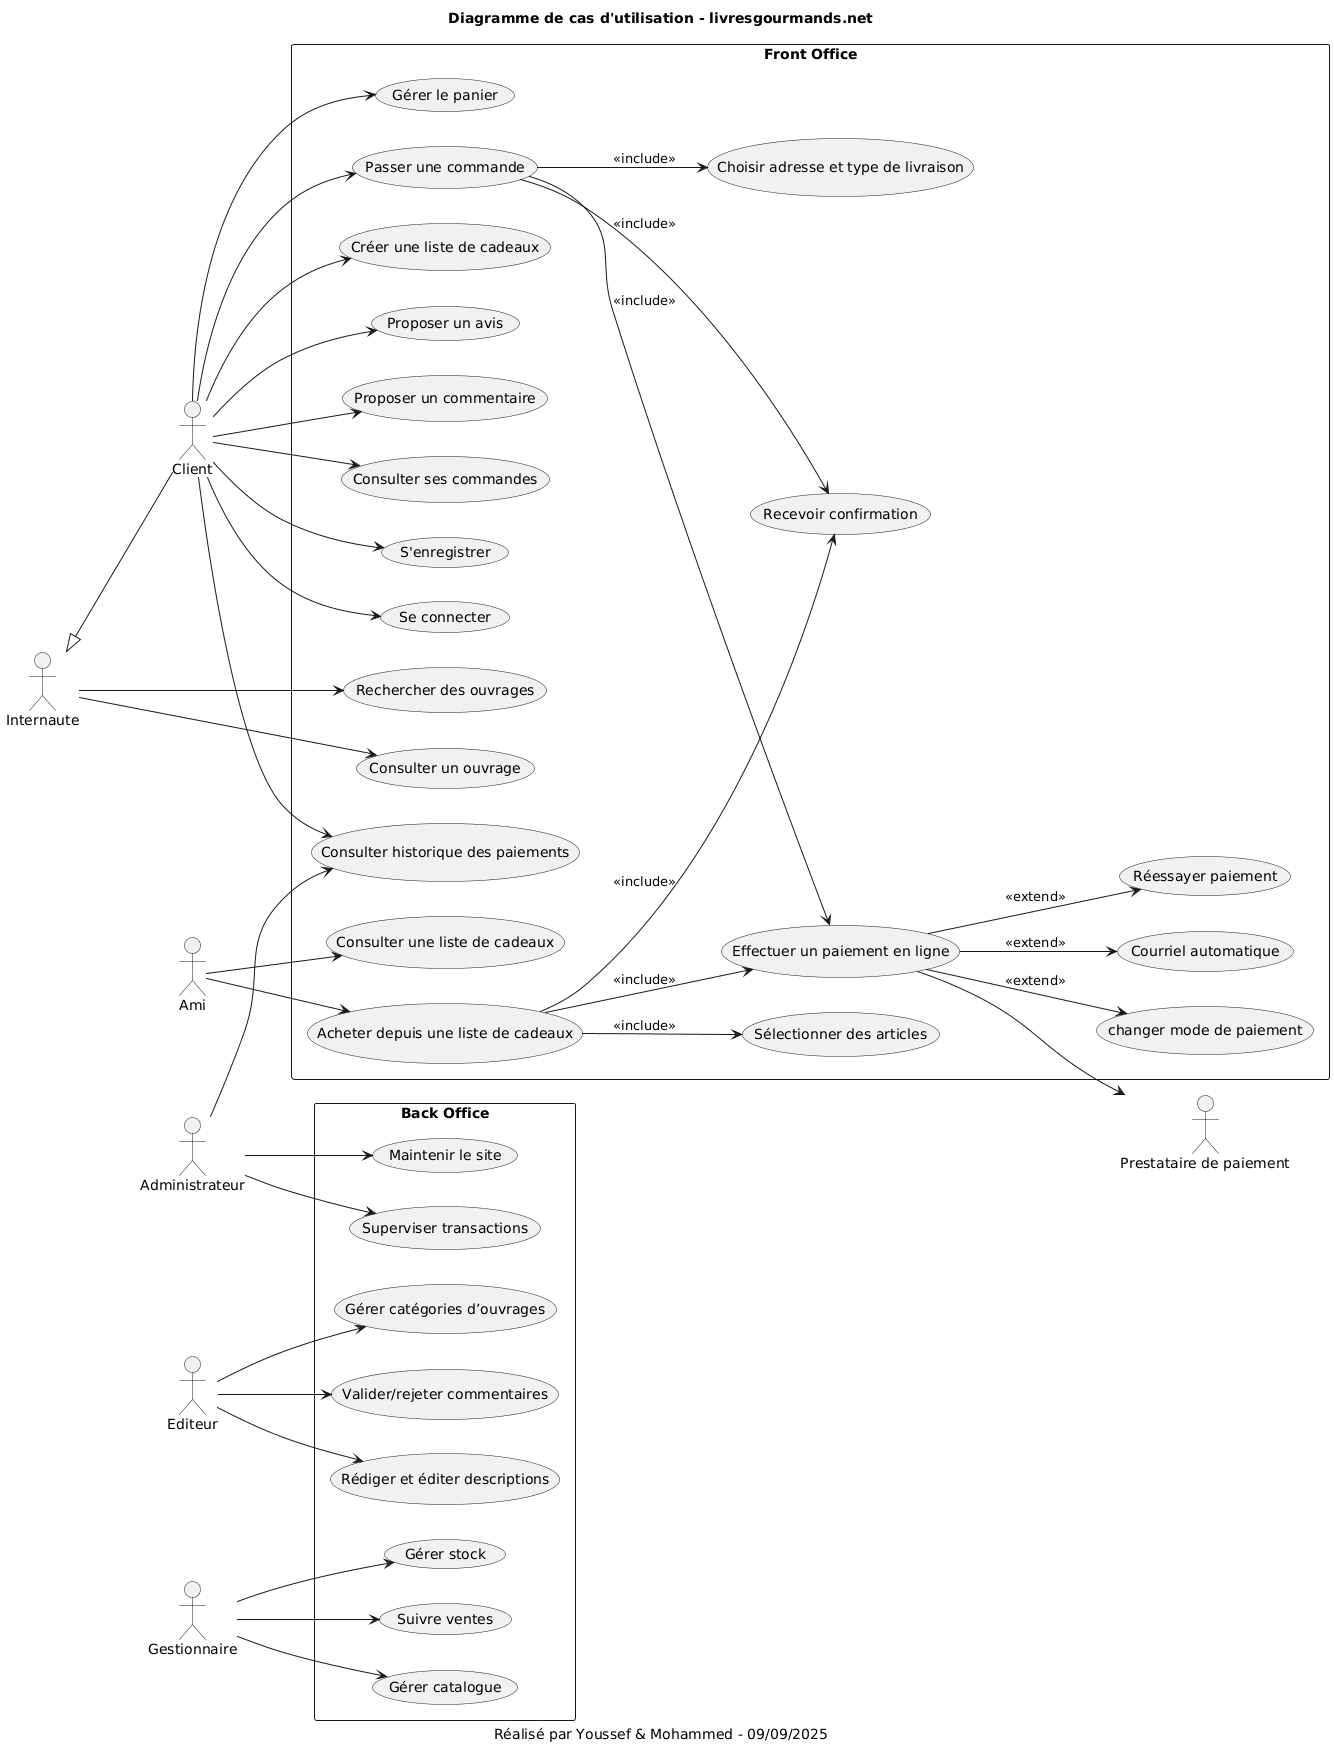 Diagramme de cas d'utilisation - livresgourmands.net
Front Office
Gérer le panier
Passer une commande
«include»
Choisir adresse et type de livraison
«include»
Créer une liste de cadeaux
«include»
Proposer un avis
Proposer un commentaire
Client
Consulter ses commandes
Recevoir confirmation
S'enregistrer
Se connecter
Internaute
Rechercher des ouvrages
Consulter un ouvrage
Consulter historique des paiements
«include»
Réessayer paiement
«extend»
Ami
Consulter une liste de cadeaux
Effectuer un paiement en ligne
«extend»
Courriel automatique
«include»
«extend»
Acheter depuis une liste de cadeaux
«include»
Sélectionner des articles
changer mode de paiement
Prestataire de paiement
Back Office
Administrateur
Maintenir le site
Superviser transactions
Gérer catégories d’ouvrages
Editeur
Valider/rejeter commentaires
Rédiger et éditer descriptions
Gérer stock
Gestionnaire
Suivre ventes
Gérer catalogue
Réalisé par Youssef & Mohammed - 09/09/2025